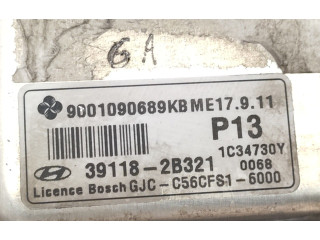 6A
9001090689KB ME17.9.11
P13
1C34730Y
39118-2B321 0068
Licence Bosch GJC-C56CFS1-6000